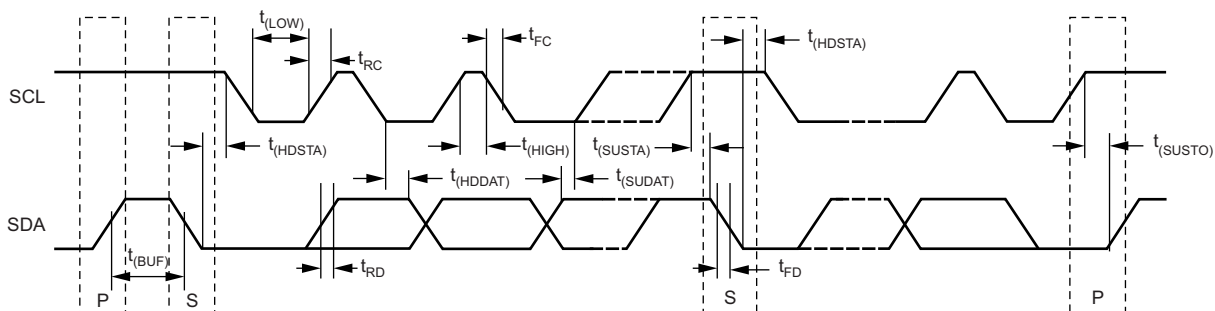 t(LOW)
tRC
tFC
t(HDSTA)
SCL
t(HDSTA)
t(HIGH)
t(SUSTA)
t(SUSTO)
t(HDDAT)
t(SUDAT)
SDA
t(BUF)
tRD
tFD
P
S
S
P